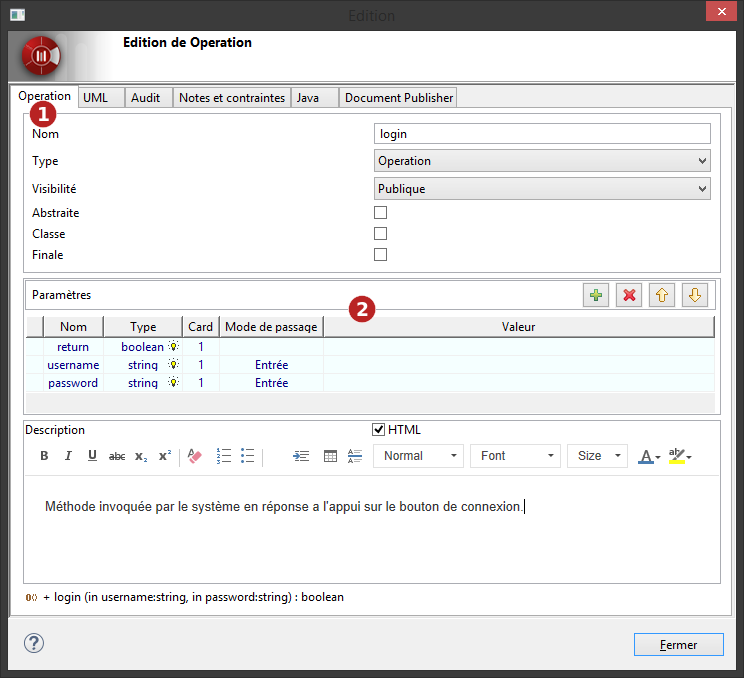 Edition
Edition de Operation
Operation UML Audit Notes et contraintes Java Document Publisher
1
Nom login
Type Operation
Visibilité Publique
Abstraite
Classe
Finale
Paramètres
2
Nom Type Card Mode de passage Valeur
return boolean 1
username string 1 Entrée
password string 1 Entrée
Description HTML
B I U abc x₂ x² Normal Font Size A ab
Méthode invoquée par le système en réponse a l'appui sur le bouton de connexion.
0() + login (in username:string, in password:string) : boolean
? Fermer